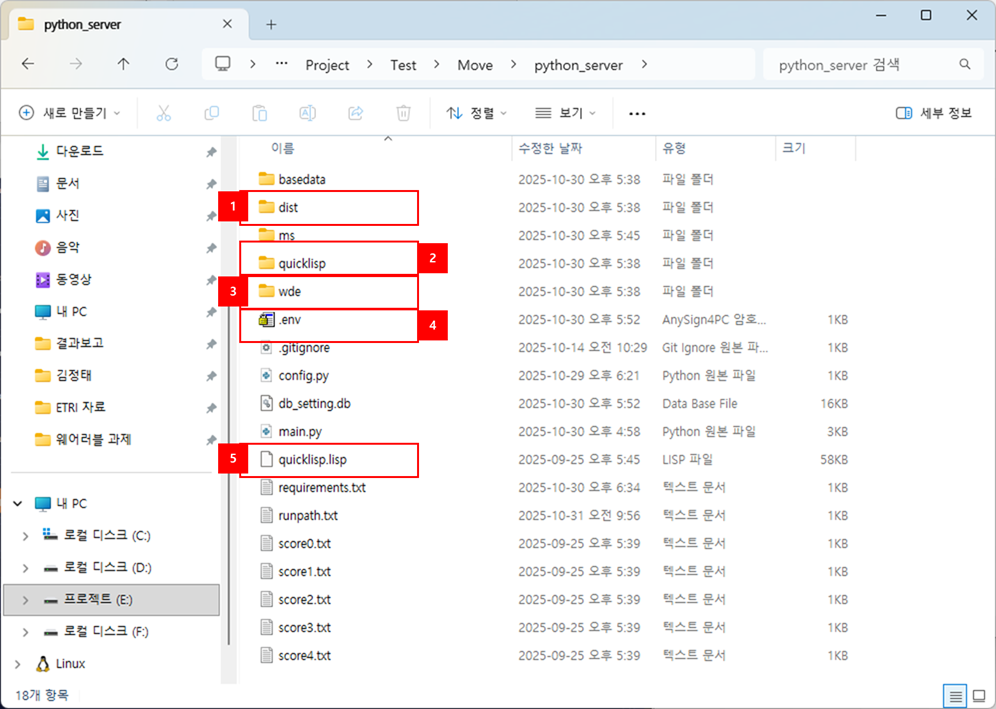 python_server
Project > Test > Move > python_server >
python_server 검색
새로 만들기
정렬
보기
세부 정보
다운로드
문서
사진
음악
동영상
내 PC
결과보고
김정태
ETRI 자료
웨어러블 과제
내 PC
로컬 디스크 (C:)
로컬 디스크 (D:)
프로젝트 (E:)
로컬 디스크 (F:)
Linux
이름 수정한 날짜 유형 크기
basedata 2025-10-30 오후 5:38 파일 폴더
1 dist 2025-10-30 오후 5:38 파일 폴더
ms 2025-10-30 오후 5:45 파일 폴더
quicklisp 2 2025-10-30 오후 5:38 파일 폴더
3 wde 2025-10-30 오후 5:38 파일 폴더
.env 4 2025-10-30 오후 5:52 AnySign4PC 암호... 1KB
.gitignore 2025-10-14 오전 10:29 Git Ignore 원본 파... 1KB
config.py 2025-10-29 오후 6:21 Python 원본 파일 1KB
db_setting.db 2025-10-30 오후 5:52 Data Base File 16KB
main.py 2025-10-30 오후 4:58 Python 원본 파일 3KB
5 quicklisp.lisp 2025-09-25 오후 5:45 LISP 파일 58KB
requirements.txt 2025-10-30 오후 6:34 텍스트 문서 1KB
runpath.txt 2025-10-31 오전 9:56 텍스트 문서 1KB
score0.txt 2025-09-25 오후 5:39 텍스트 문서 1KB
score1.txt 2025-09-25 오후 5:39 텍스트 문서 1KB
score2.txt 2025-09-25 오후 5:39 텍스트 문서 1KB
score3.txt 2025-09-25 오후 5:39 텍스트 문서 1KB
score4.txt 2025-09-25 오후 5:39 텍스트 문서 1KB
18개 항목